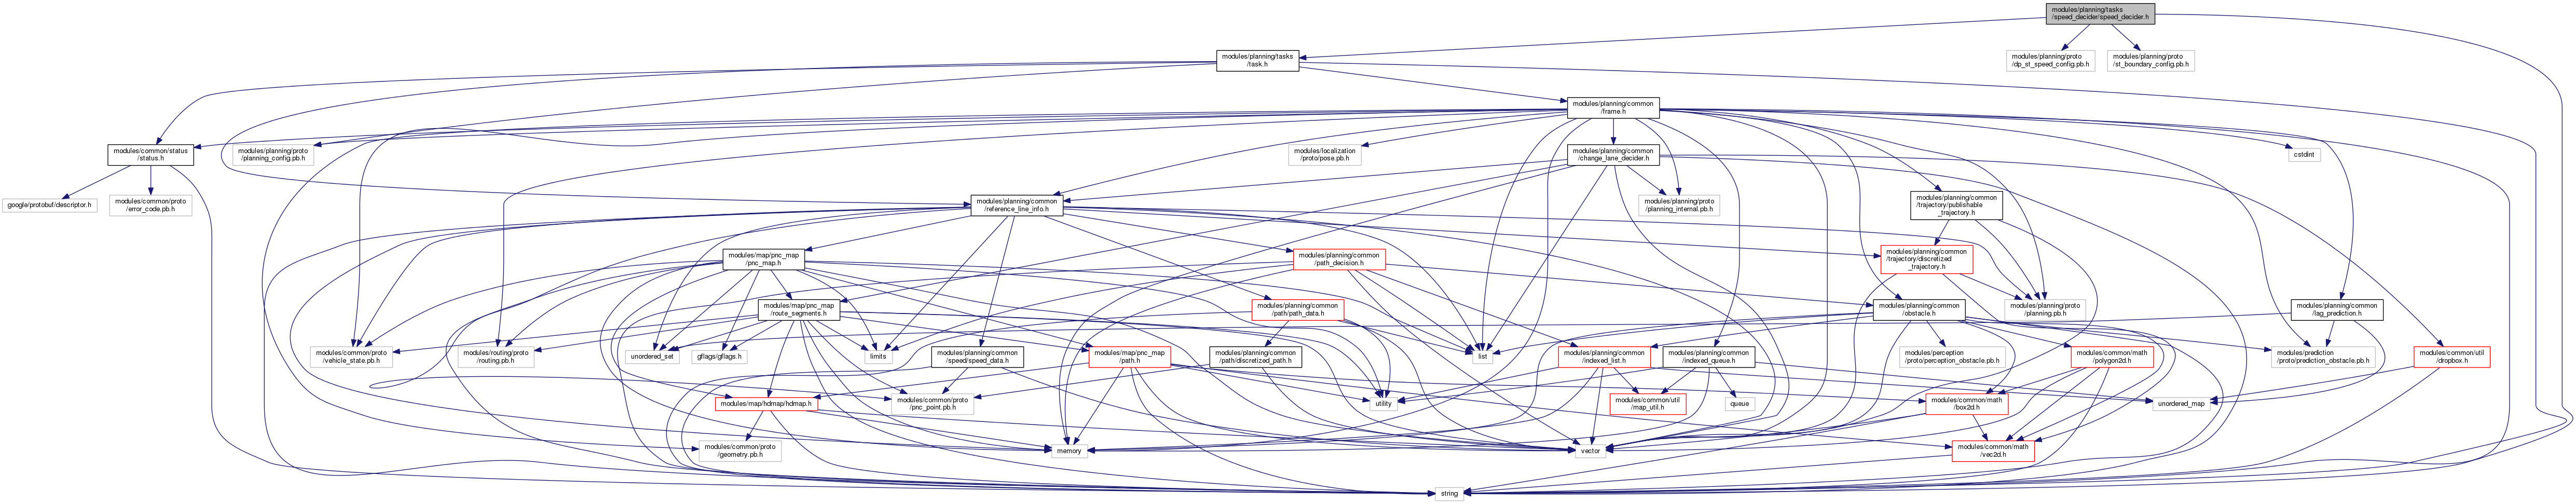 modules/planning/tasks
/speed_decider/speed_decider.h
modules/planning/tasks
/task.h
modules/planning/proto
/dp_st_speed_config.pb.h
modules/planning/proto
/st_boundary_config.pb.h
modules/planning/common
/frame.h
modules/common/status
/status.h
modules/planning/proto
/planning_config.pb.h
modules/localization
/proto/pose.pb.h
modules/planning/common
/change_lane_decider.h
cstdint
google/protobuf/descriptor.h
modules/common/proto
/error_code.pb.h
modules/planning/common
/reference_line_info.h
modules/planning/proto
/planning_internal.pb.h
modules/planning/common
/trajectory/publishable
_trajectory.h
modules/map/pnc_map
/pnc_map.h
modules/planning/common
/path_decision.h
modules/planning/common
/trajectory/discretized
_trajectory.h
modules/map/pnc_map
/route_segments.h
modules/planning/common
/path/path_data.h
modules/planning/common
/obstacle.h
modules/planning/proto
/planning.pb.h
modules/planning/common
/lag_prediction.h
modules/common/proto
/vehicle_state.pb.h
modules/routing/proto
/routing.pb.h
unordered_set
gflags/gflags.h
limits
modules/planning/common
/speed/speed_data.h
modules/map/pnc_map
/path.h
modules/planning/common
/path/discretized_path.h
list
modules/planning/common
/indexed_list.h
modules/planning/common
/indexed_queue.h
modules/perception
/proto/perception_obstacle.pb.h
modules/common/math
/polygon2d.h
modules/prediction
/proto/prediction_obstacle.pb.h
modules/common/util
/dropbox.h
modules/map/hdmap/hdmap.h
modules/common/proto
/pnc_point.pb.h
utility
modules/common/util
/map_util.h
queue
modules/common/math
/box2d.h
unordered_map
modules/common/proto
/geometry.pb.h
memory
vector
modules/common/math
/vec2d.h
string